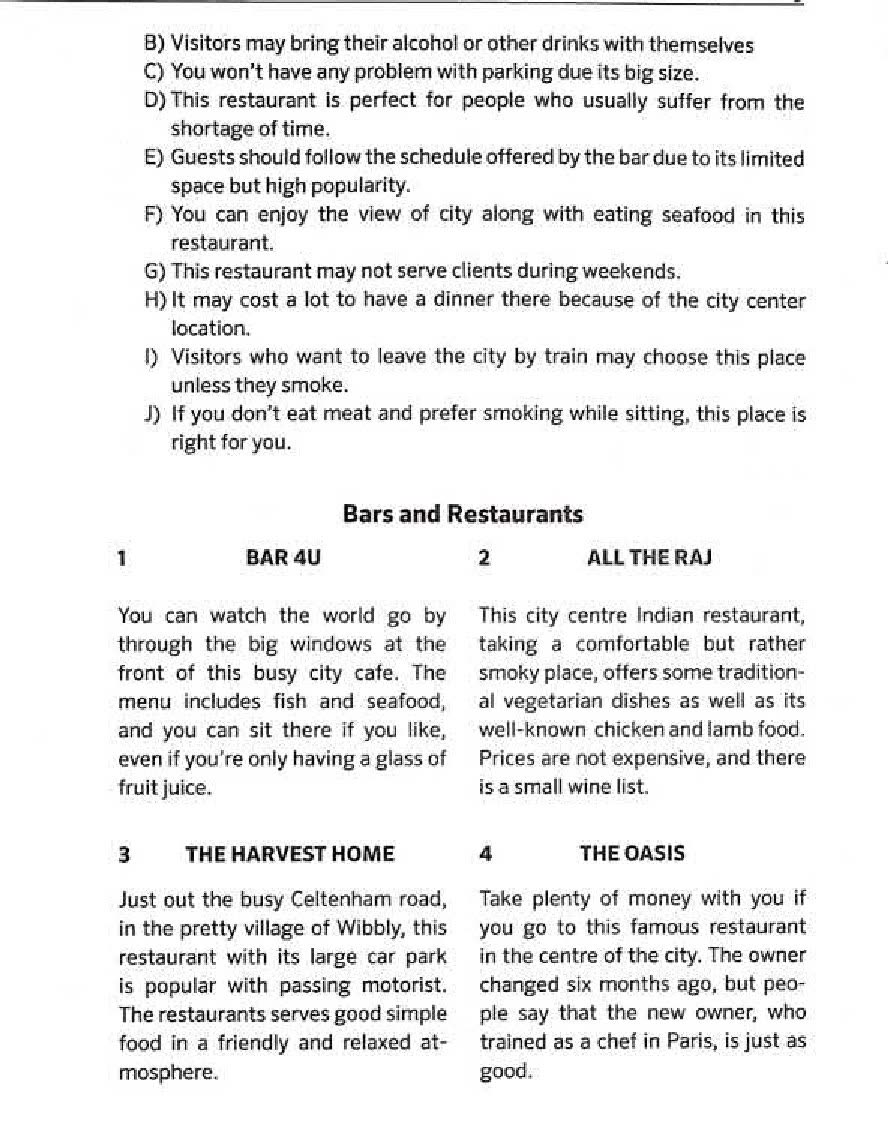 B) Visitors may bring their alcohol or other drinks with themselves
C) You won't have any problem with parking due its big size.
D) This restaurant is perfect for people who usually suffer from the
shortage of time.
E) Guests should follow the schedule offered by the bar due to its limited
space but high popularity.
F) You can enjoy the view of city along with eating seafood in this
restaurant.
G) This restaurant may not serve clients during weekends.
H) It may cost a lot to have a dinner there because of the city center
location.
I) Visitors who want to leave the city by train may choose this place
unless they smoke.
J) If you don't eat meat and prefer smoking while sitting, this place is
right for you.
Bars and Restaurants
1 BAR 4U
You can watch the world go by
through the big windows at the
front of this busy city cafe. The
menu includes fish and seafood,
and you can sit there if you like,
even if you're only having a glass of
fruit juice.
2 ALL THE RAJ
This city centre Indian restaurant,
taking a comfortable but rather
smoky place, offers some tradition-
al vegetarian dishes as well as its
well-known chicken and lamb food.
Prices are not expensive, and there
is a small wine list.
3 THE HARVEST HOME
Just out the busy Celtenham road,
in the pretty village of Wibbly, this
restaurant with its large car park
is popular with passing motorist.
The restaurants serves good simple
food in a friendly and relaxed at-
mosphere.
4 THE OASIS
Take plenty of money with you if
you go to this famous restaurant
in the centre of the city. The owner
changed six months ago, but peo-
ple say that the new owner, who
trained as a chef in Paris, is just as
good.